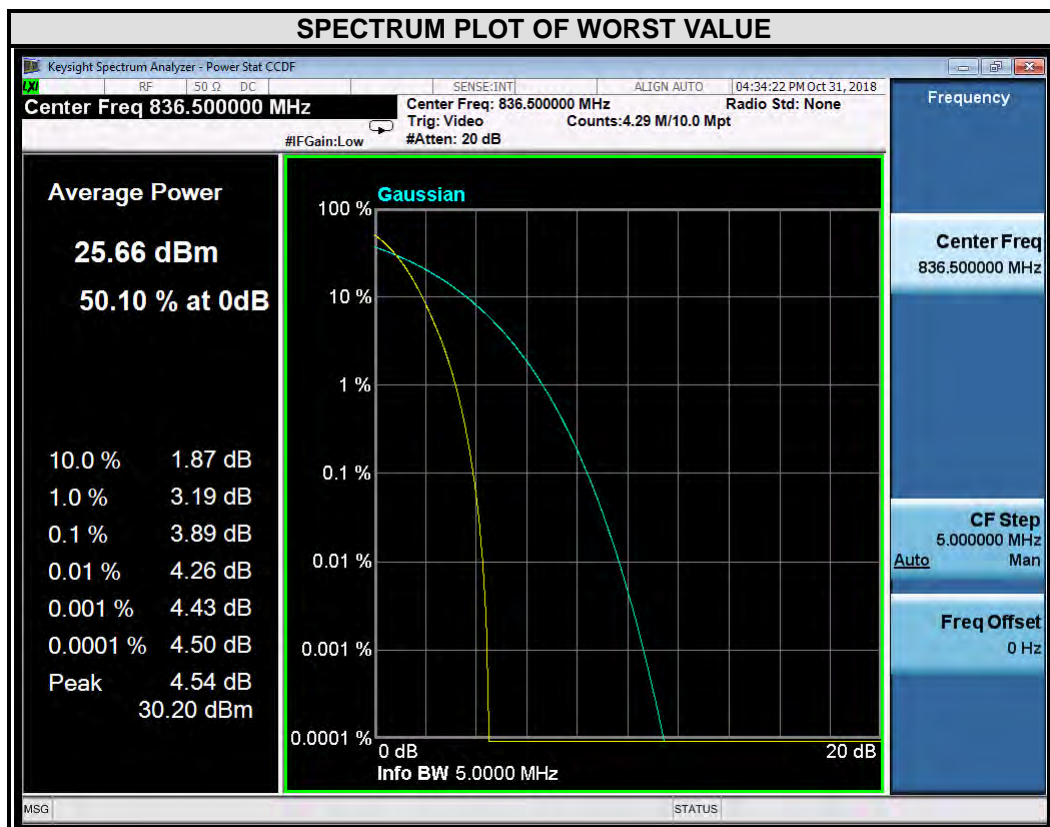 SPECTRUM PLOT OF WORST VALUE
Keysight Spectrum Analyzer - Power Stat CCDF
LXI RF 50 Ω DC SENSE:INT ALIGN AUTO 04:34:22 PM Oct 31, 2018
Center Freq 836.500000 MHz
Center Freq: 836.500000 MHz Radio Std: None
Trig: Video Counts:4.29 M/10.0 Mpt
#IFGain:Low #Atten: 20 dB
Frequency
Average Power
25.66 dBm
50.10 % at 0dB
10.0 % 1.87 dB
1.0 % 3.19 dB
0.1 % 3.89 dB
0.01 % 4.26 dB
0.001 % 4.43 dB
0.0001 % 4.50 dB
Peak 4.54 dB
30.20 dBm
Gaussian
100 %
10 %
1 %
0.1 %
0.01 %
0.001 %
0.0001 %
0 dB 20 dB
Info BW 5.0000 MHz
Center Freq
836.500000 MHz
CF Step
5.000000 MHz
Auto Man
Freq Offset
0 Hz
MSG STATUS